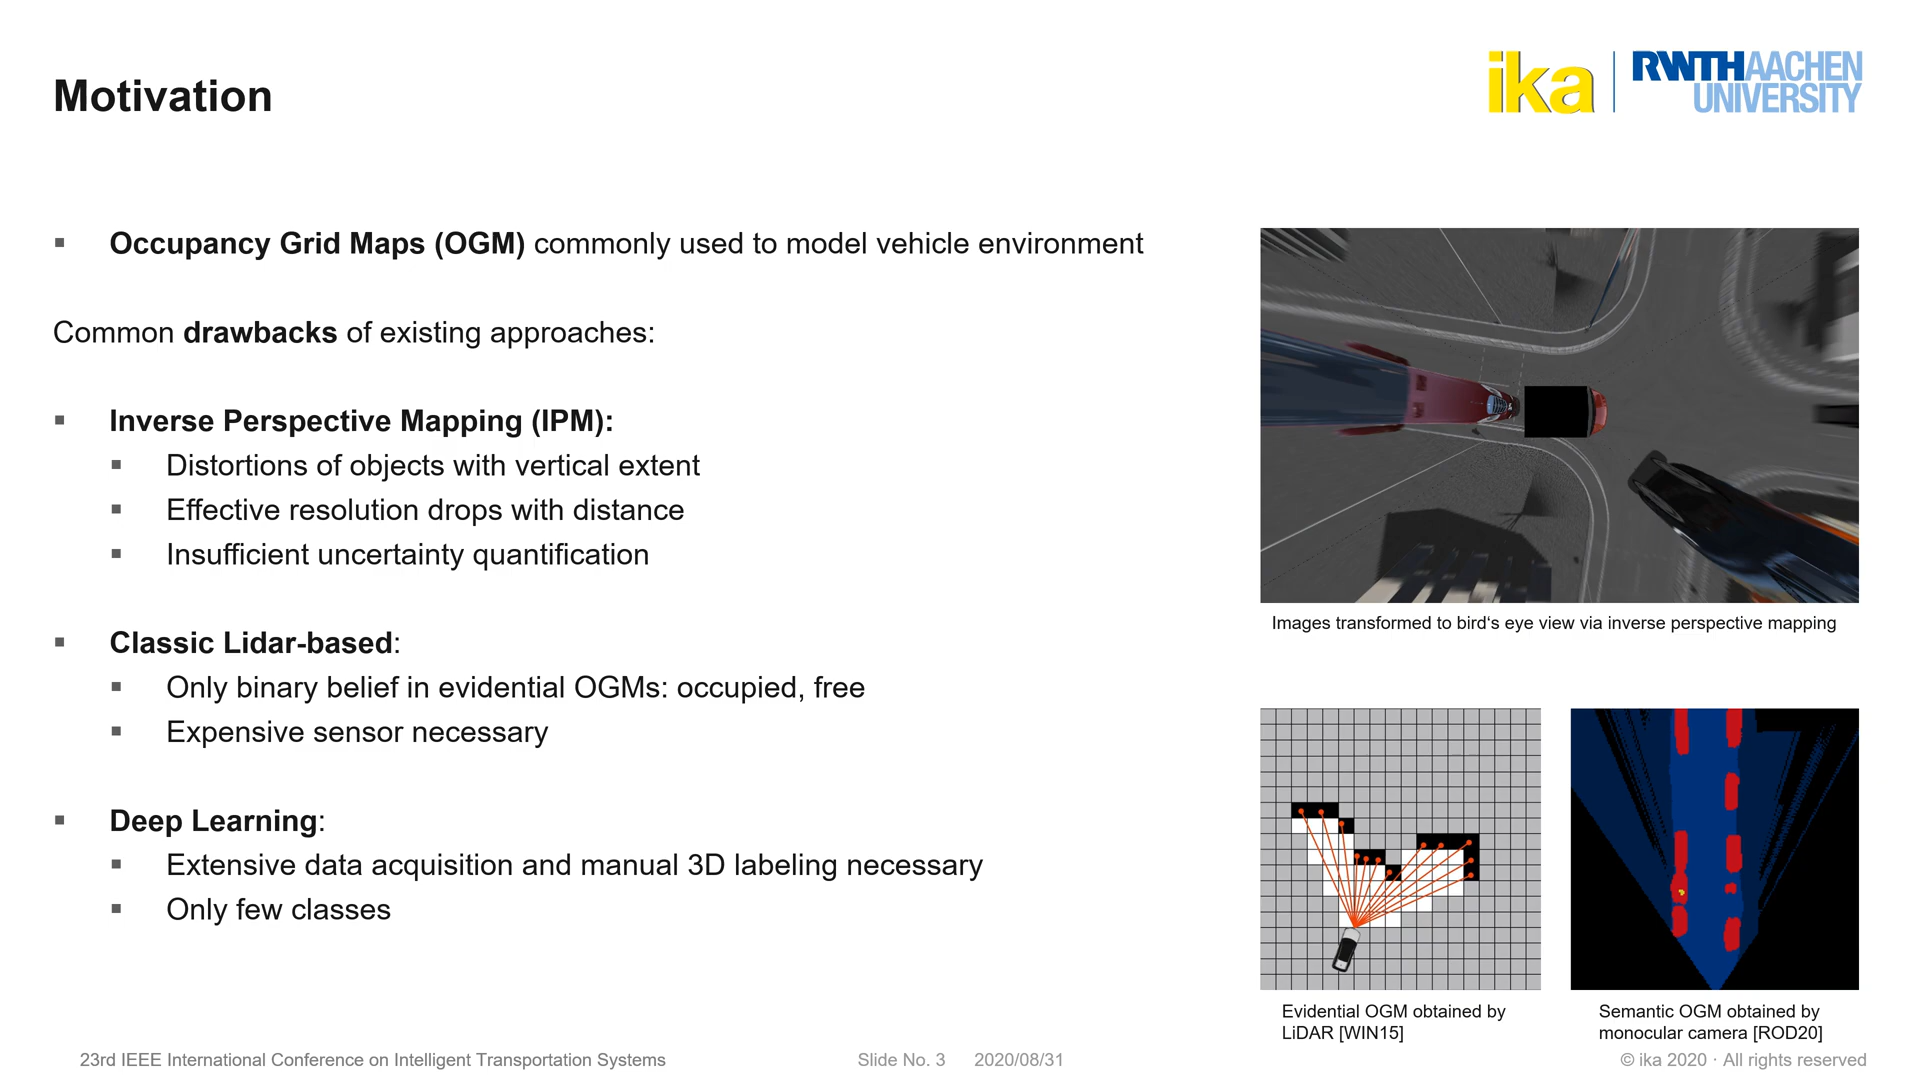 Motivation
ika
RWTHAACHEN
UNIVERSITY
▪ Occupancy Grid Maps (OGM) commonly used to model vehicle environment
Common drawbacks of existing approaches:
▪ Inverse Perspective Mapping (IPM):
▪ Distortions of objects with vertical extent
▪ Effective resolution drops with distance
▪ Insufficient uncertainty quantification
▪ Classic Lidar-based:
▪ Only binary belief in evidential OGMs: occupied, free
▪ Expensive sensor necessary
▪ Deep Learning:
▪ Extensive data acquisition and manual 3D labeling necessary
▪ Only few classes
Images transformed to bird‘s eye view via inverse perspective mapping
Evidential OGM obtained by
LiDAR [WIN15]
Semantic OGM obtained by
monocular camera [ROD20]
23rd IEEE International Conference on Intelligent Transportation Systems
Slide No. 3
2020/08/31
© ika 2020 · All rights reserved